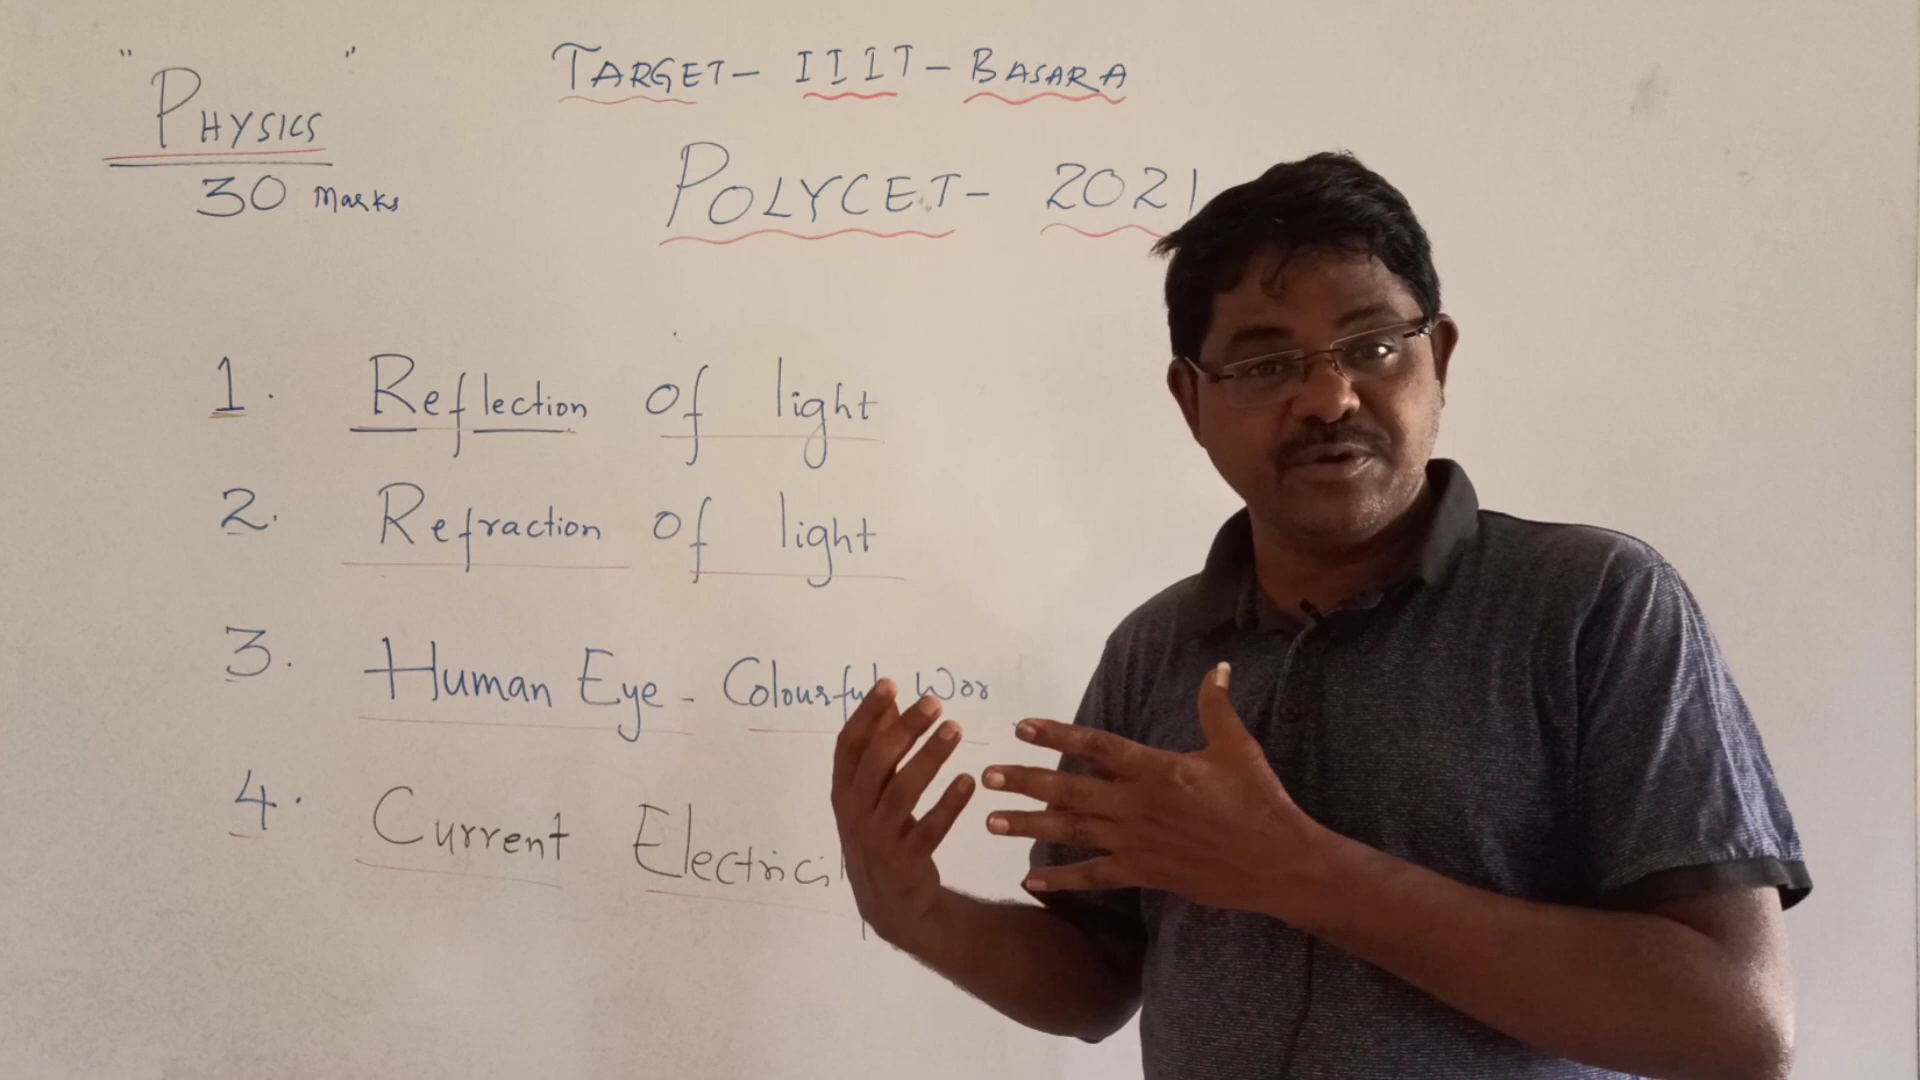 "Physics"
30 Marks
Target- IIIT-Basara
Polycet- 2021
1. Reflection of light
2. Refraction of light
3. Human Eye - Colourful
4. Current